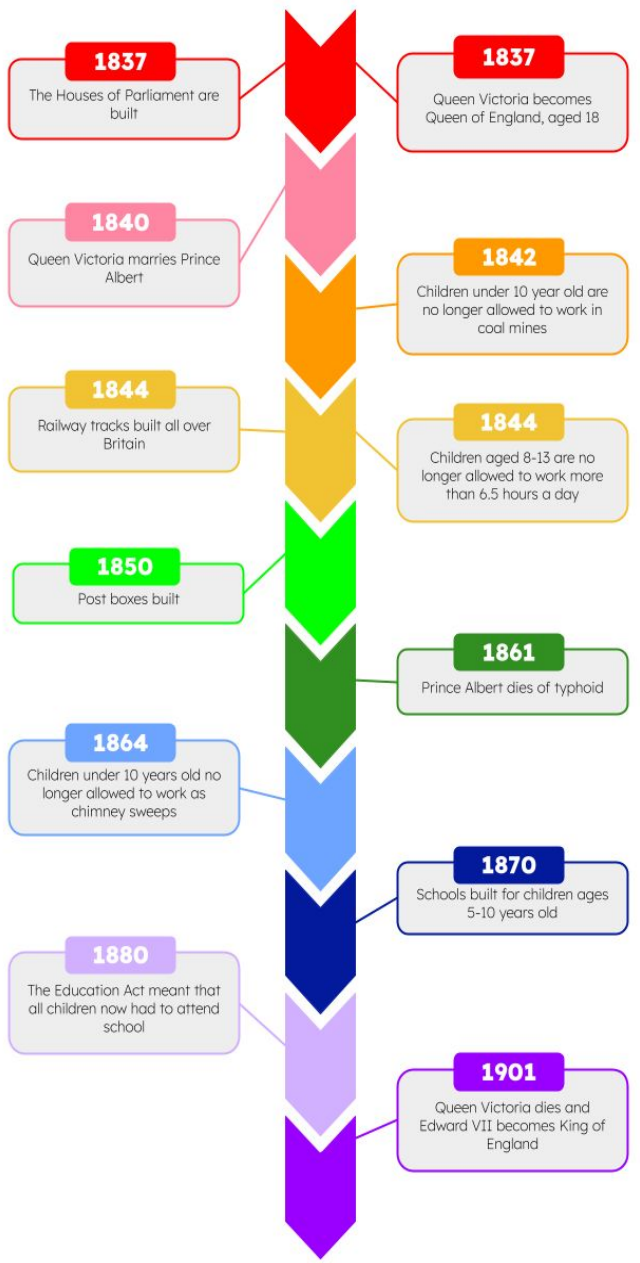 1837
The Houses of Parliament are
built
1837
Queen Victoria becomes
Queen of England, aged 18
1840
Queen Victoria marries Prince
Albert
1842
Children under 10 year old are
no longer allowed to work in
coal mines
1844
Railway tracks built all over
Britain
1844
Children aged 8-13 are no
longer allowed to work more
than 6.5 hours a day
1850
Post boxes built
1861
Prince Albert dies of typhoid
1864
Children under 10 years old no
longer allowed to work as
chimney sweeps
1870
Schools built for children ages
5-10 years old
1880
The Education Act meant that
all children now had to attend
school
1901
Queen Victoria dies and
Edward VII becomes King of
England